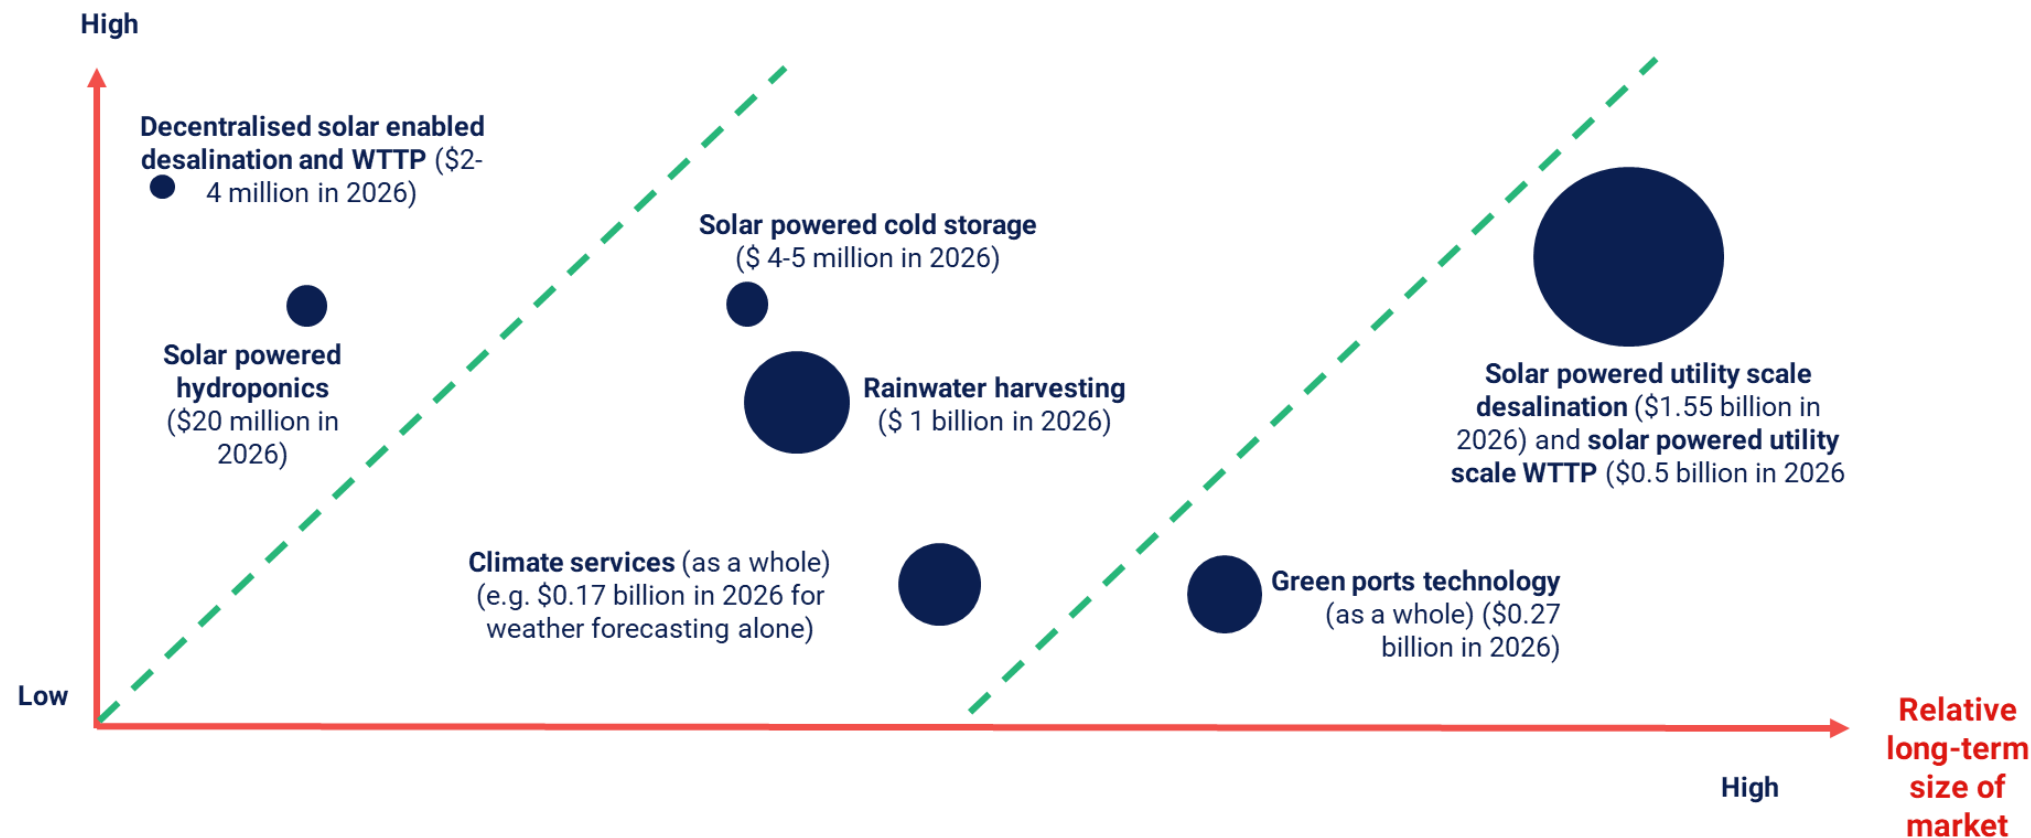 High
Decentralised solar enabled
desalination and WTTP ($2-
4 million in 2026)
Solar powered cold storage
($ 4-5 million in 2026)
Solar powered
hydroponics
($20 million in
2026)
Rainwater harvesting
($ 1 billion in 2026)
Solar powered utility scale
desalination ($1.55 billion in
2026) and solar powered utility
scale WTTP ($0.5 billion in 2026
Climate services (as a whole)
(e.g. $0.17 billion in 2026 for
weather forecasting alone)
Green ports technology
(as a whole) ($0.27
billion in 2026)
Low
High
Relative
long-term
size of
market